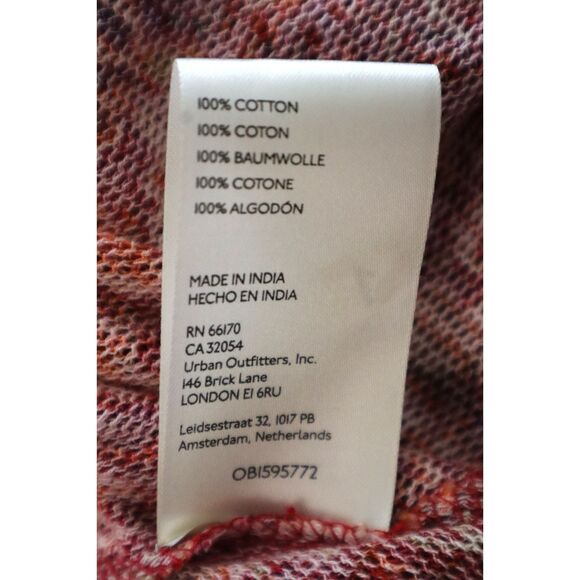 100% COTTON
100% COTON
100% BAUMWOLLE
100% COTONE
100% ALGODÓN
MADE IN INDIA
HECHO EN INDIA
RN 66170
CA 32054
Urban Outfitters, Inc.
146 Brick Lane
LONDON E1 6RU
Leidsestraat 32, 1017 PB
Amsterdam, Netherlands
OB1595772